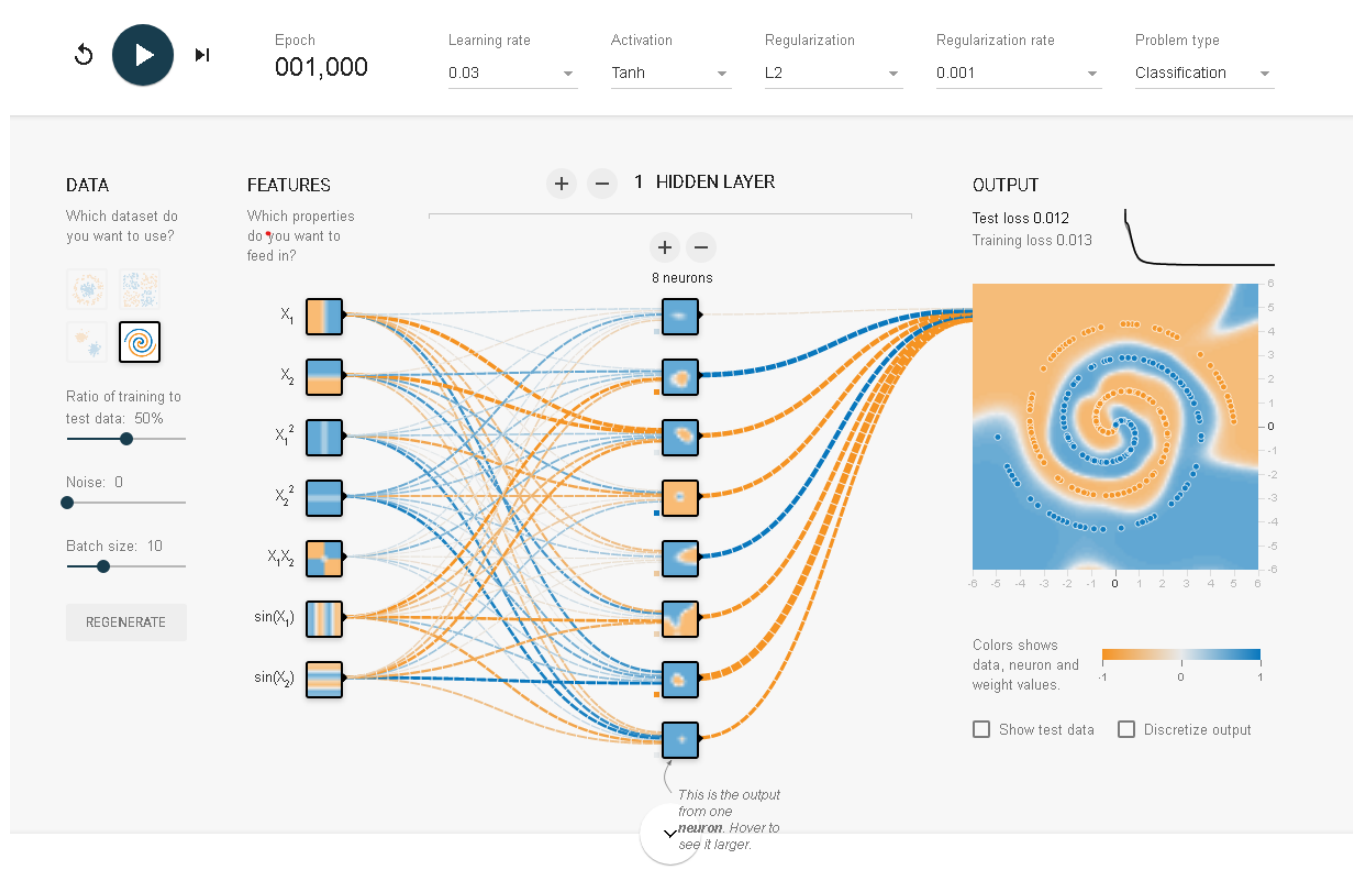 Epoch
001,000
Learning rate
0.03
Activation
Tanh
Regularization
L2
Regularization rate
0.001
Problem type
Classification
DATA
Which dataset do
you want to use?
Ratio of training to
test data: 50%
Noise: 0
Batch size: 10
REGENERATE
FEATURES
Which properties
do you want to
feed in?
X₁
X₂
X₁²
X₂²
X₁X₂
sin(X₁)
sin(X₂)
+ − 1 HIDDEN LAYER
+ −
8 neurons
This is the output
from one
neuron. Hover to
see it larger.
OUTPUT
Test loss 0.012
Training loss 0.013
6
5
4
3
2
1
0
-1
-2
-3
-4
-5
-6
-6 -5 -4 -3 -2 -1 0 1 2 3 4 5 6
Colors shows
data, neuron and
weight values.
-1 0 1
Show test data
Discretize output